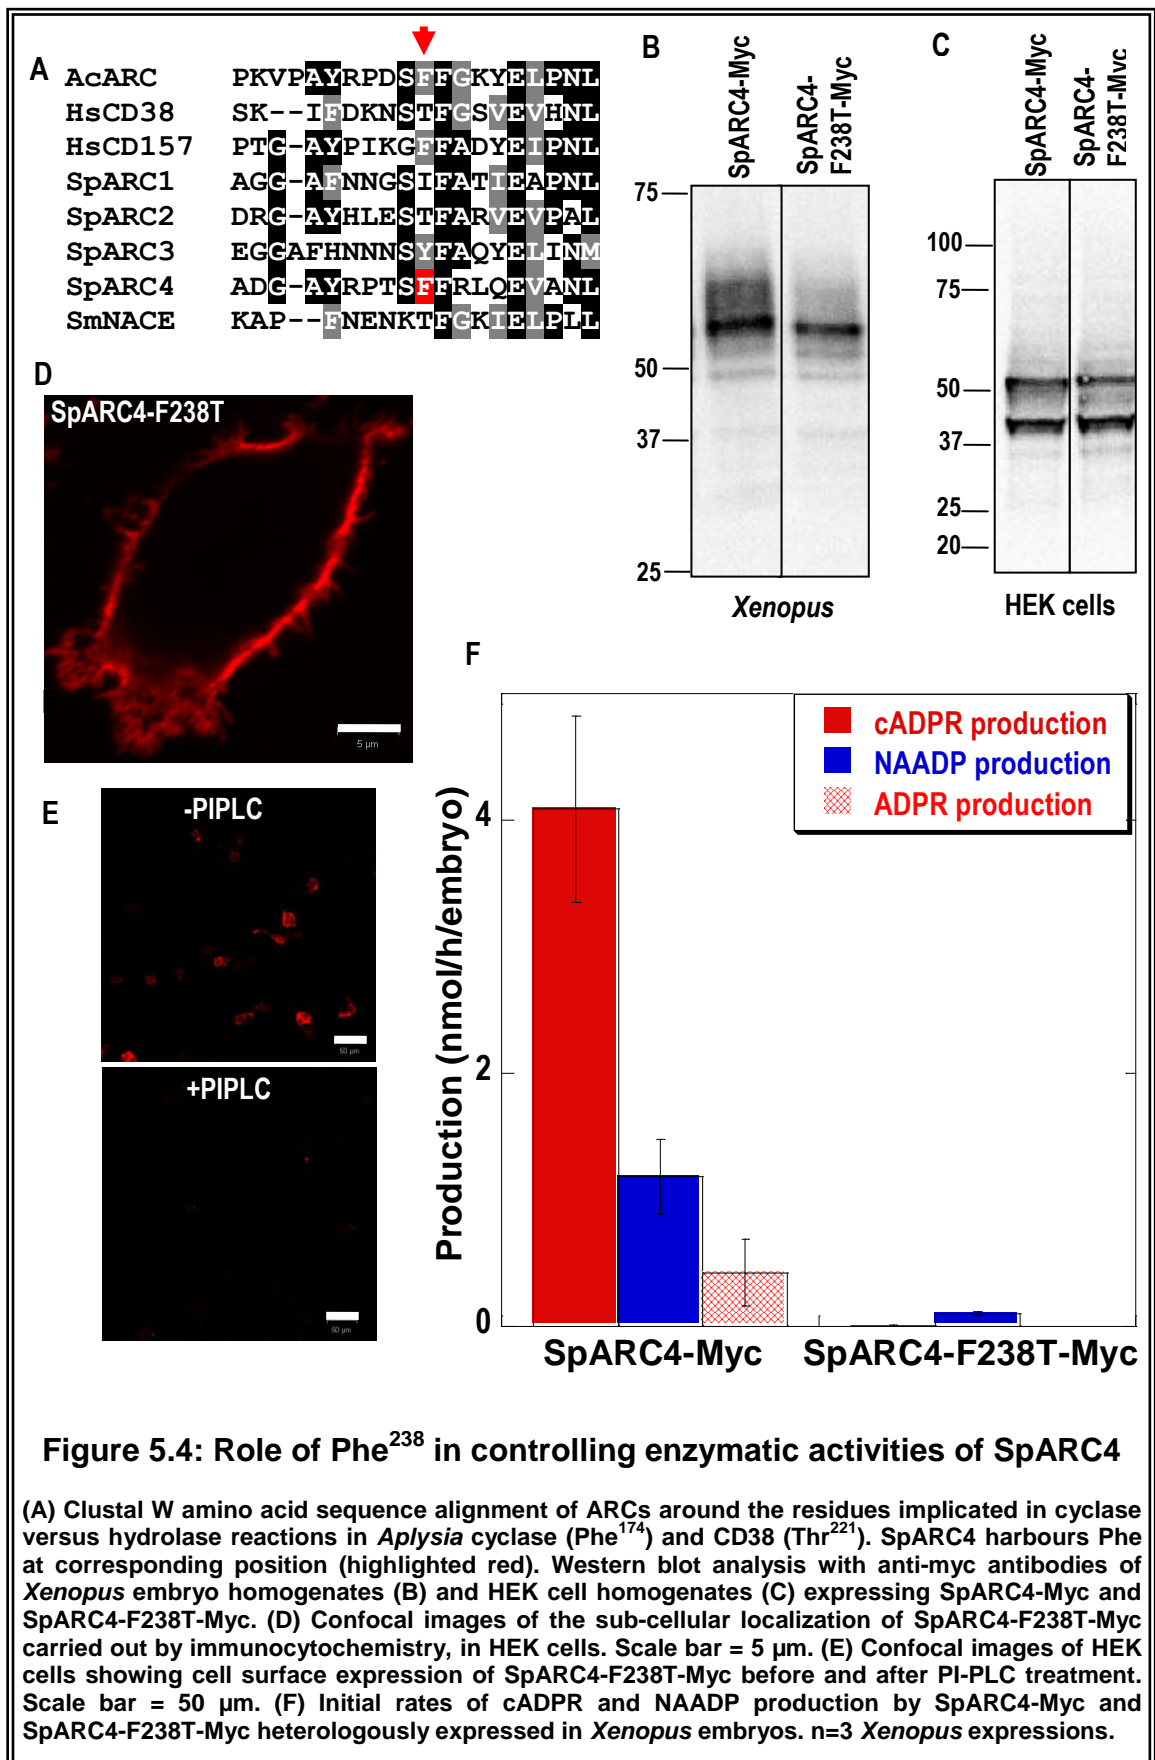 A
AcARC PKVPAYRPDSFFGKYELPNL
HsCD38 SK--IFDKNSTFGSVEVHNL
HsCD157 PTG-AYPIKGFFADYEIPNL
SpARC1 AGG-AFNNGSIFATIEAPNL
SpARC2 DRG-AYHLESTFARVEVPAL
SpARC3 EGGAFHNNNSYFAQYELINM
SpARC4 ADG-AYRPTSFFRLQEVANL
SmNACE KAP--FNENKTFGKIELPLL
B
SpARC4-Myc
SpARC4-
F238T-Myc
75
50
37
25
Xenopus
C
SpARC4-Myc
SpARC4-
F238T-Myc
100
75
50
37
25
20
HEK cells
D
SpARC4-F238T
5 µm
E
-PIPLC
50 µm
+PIPLC
50 µm
F
cADPR production
NAADP production
ADPR production
Production (nmol/h/embryo)
4
2
0
SpARC4-Myc SpARC4-F238T-Myc
Figure 5.4: Role of Phe²³⁸ in controlling enzymatic activities of SpARC4
(A) Clustal W amino acid sequence alignment of ARCs around the residues implicated in cyclase
versus hydrolase reactions in Aplysia cyclase (Phe¹⁷⁴) and CD38 (Thr²²¹). SpARC4 harbours Phe
at corresponding position (highlighted red). Western blot analysis with anti-myc antibodies of
Xenopus embryo homogenates (B) and HEK cell homogenates (C) expressing SpARC4-Myc and
SpARC4-F238T-Myc. (D) Confocal images of the sub-cellular localization of SpARC4-F238T-Myc
carried out by immunocytochemistry, in HEK cells. Scale bar = 5 µm. (E) Confocal images of HEK
cells showing cell surface expression of SpARC4-F238T-Myc before and after PI-PLC treatment.
Scale bar = 50 µm. (F) Initial rates of cADPR and NAADP production by SpARC4-Myc and
SpARC4-F238T-Myc heterologously expressed in Xenopus embryos. n=3 Xenopus expressions.